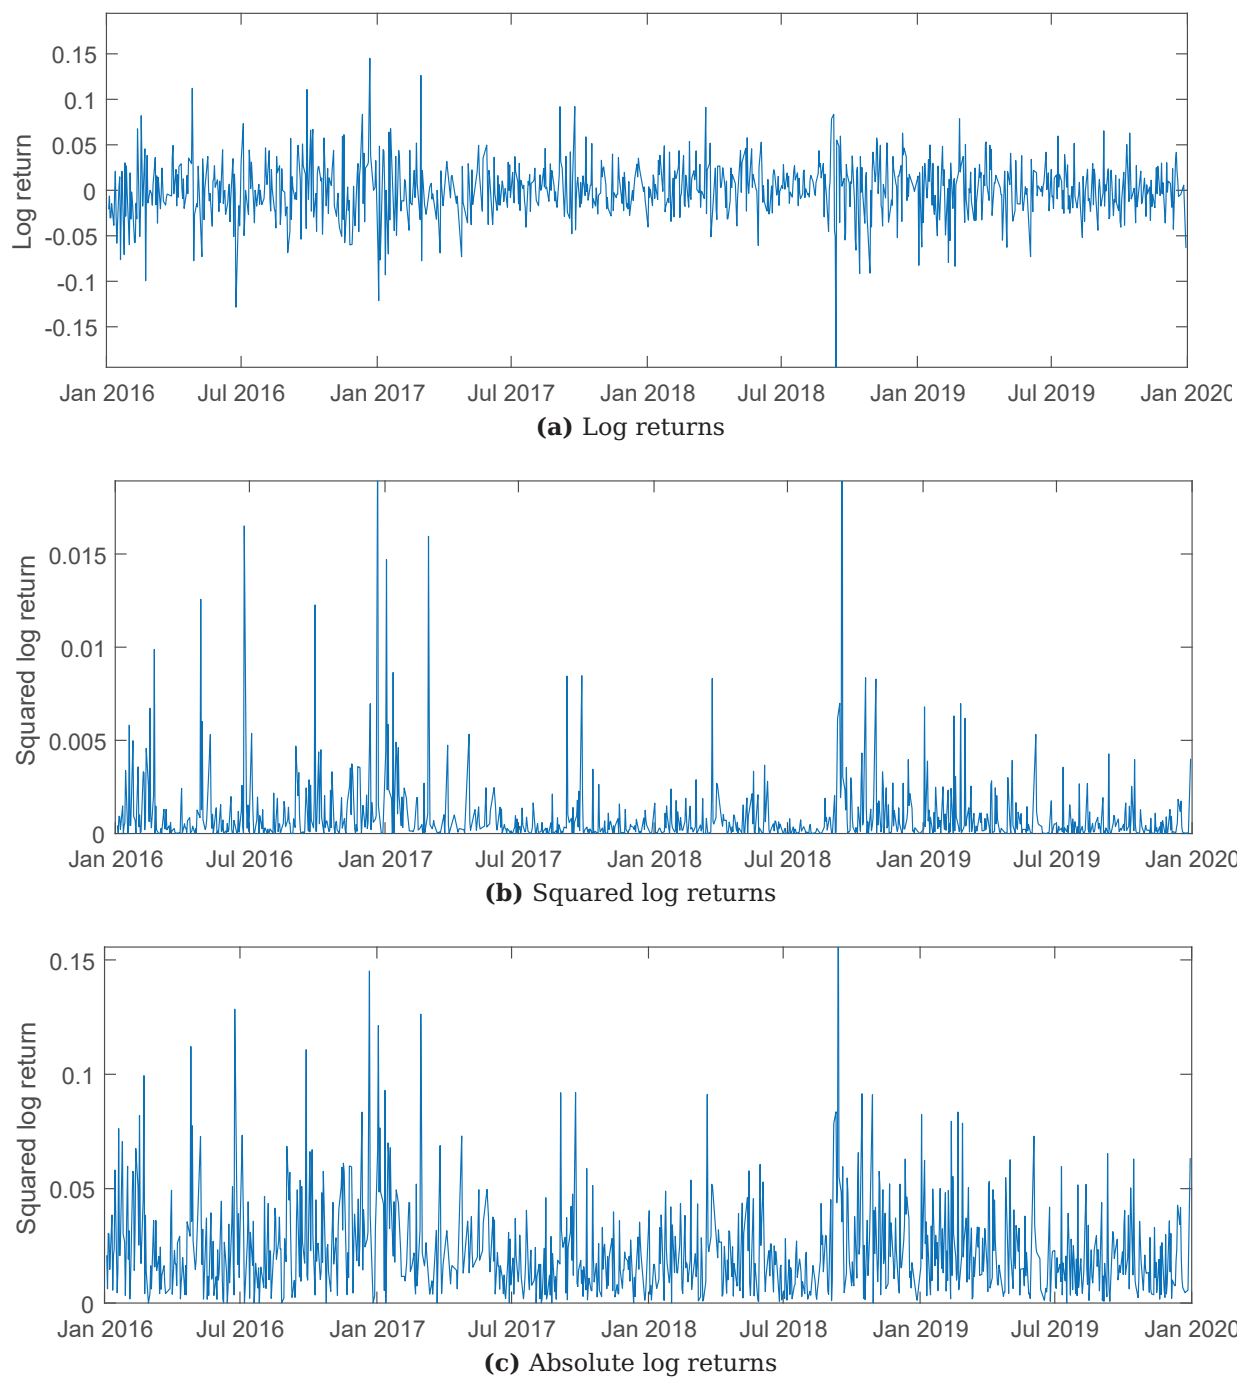 0.15
0.1
0.05
0
-0.05
-0.1
-0.15
Log return
Jan 2016 Jul 2016 Jan 2017 Jul 2017 Jan 2018 Jul 2018 Jan 2019 Jul 2019 Jan 2020
(a) Log returns
0.015
0.01
0.005
0
Squared log return
Jan 2016 Jul 2016 Jan 2017 Jul 2017 Jan 2018 Jul 2018 Jan 2019 Jul 2019 Jan 2020
(b) Squared log returns
0.15
0.1
0.05
0
Squared log return
Jan 2016 Jul 2016 Jan 2017 Jul 2017 Jan 2018 Jul 2018 Jan 2019 Jul 2019 Jan 2020
(c) Absolute log returns